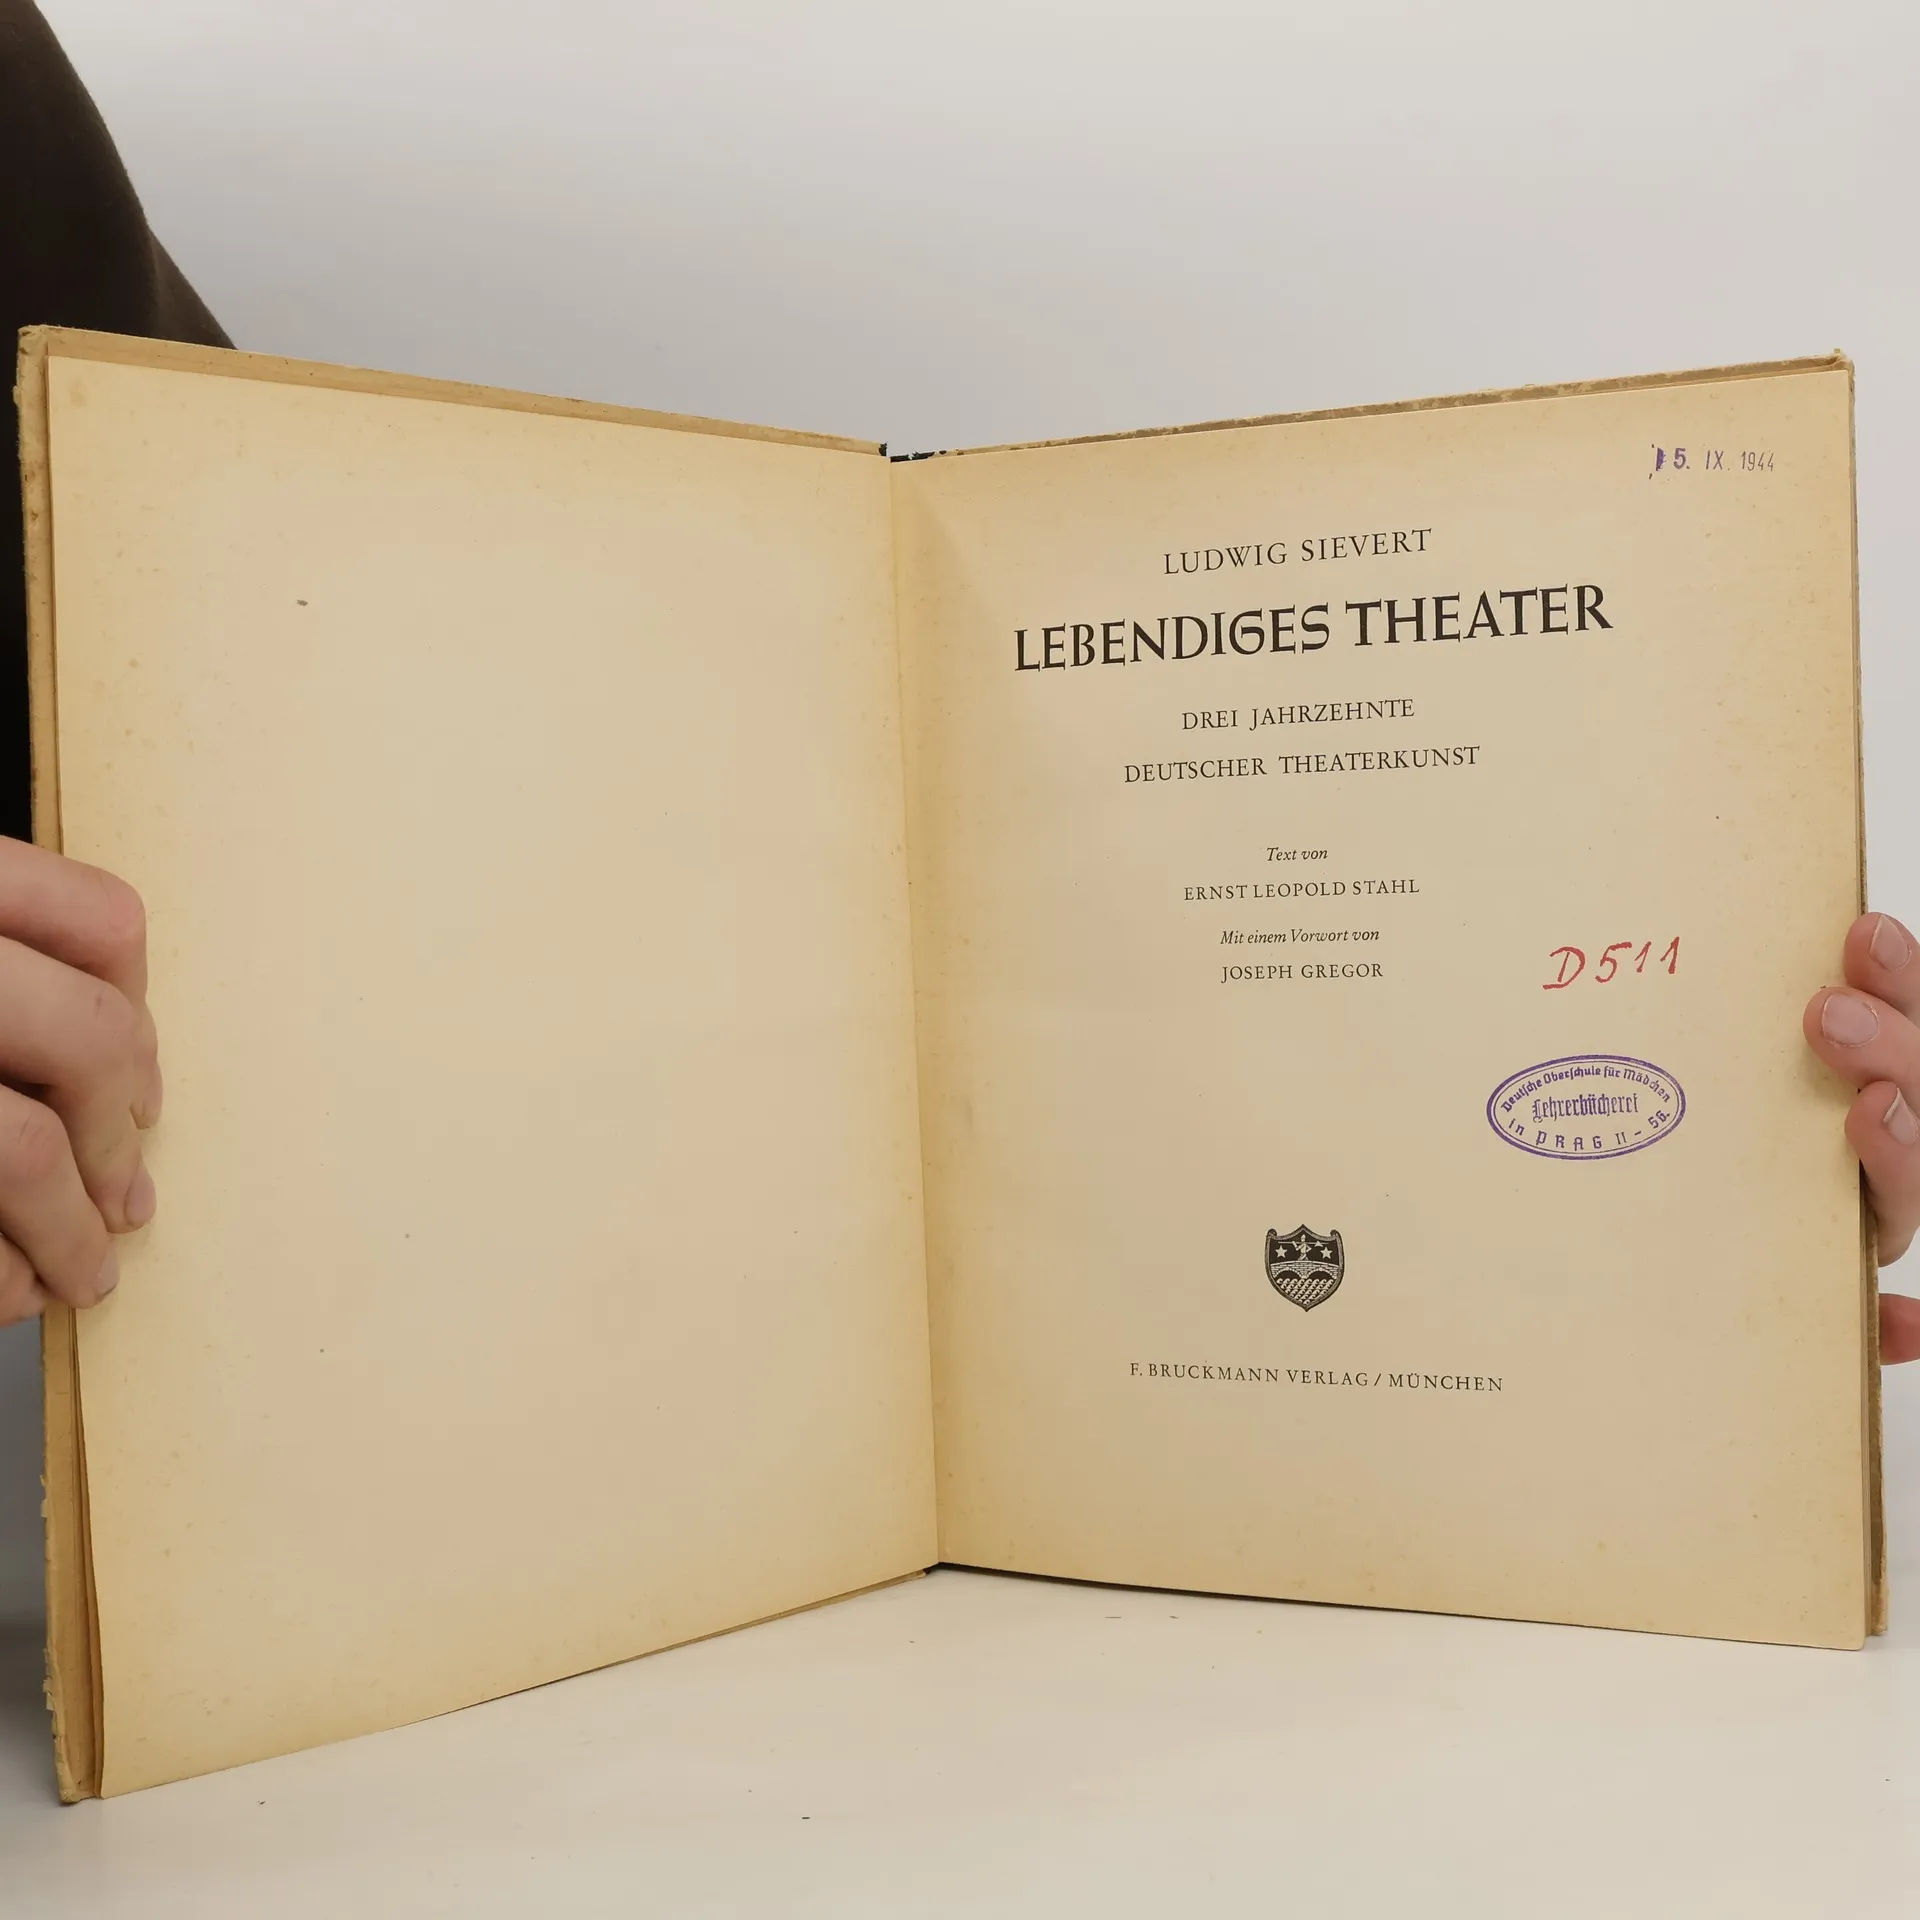 5. IX. 1944
LUDWIG SIEVERT
LEBENDIGES THEATER
DREI JAHRZEHNTE
DEUTSCHER THEATERKUNST
Text von
ERNST LEOPOLD STAHL
Mit einem Vorwort von
JOSEPH GREGOR
D511
Deutſche Oberſchule für Mädchen
Lehrerbücherei
in PRAG II - 56.
F. BRUCKMANN VERLAG / MÜNCHEN